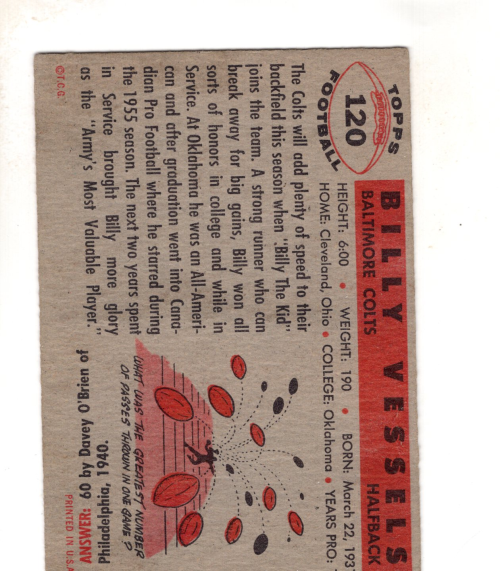 TOPPS
120
FOOTBALL
BILLY VESSELS
BALTIMORE COLTS HALFBACK
HEIGHT: 6:00 • WEIGHT: 190 • BORN: March 22, 193
HOME: Cleveland, Ohio • COLLEGE: Oklahoma • YEARS PRO:
The Colts will add plenty of speed to their
backfield this season when "Billy The Kid"
joins the team. A strong runner who can
break away for big gains, Billy won all
sorts of honors in college and while in
Service. At Oklahoma he was an All-Ameri-
can and after graduation went into Cana-
dian Pro Football where he starred during
the 1955 season. The next two years spent
in Service brought Billy more glory
as the "Army's Most Valuable Player."
©T.C.G.
WHAT WAS THE GREATEST NUMBER
OF PASSES THROWN IN ONE GAME?
ANSWER: 60 by Davey O'Brien of
Philadelphia, 1940.
PRINTED IN U.S.A